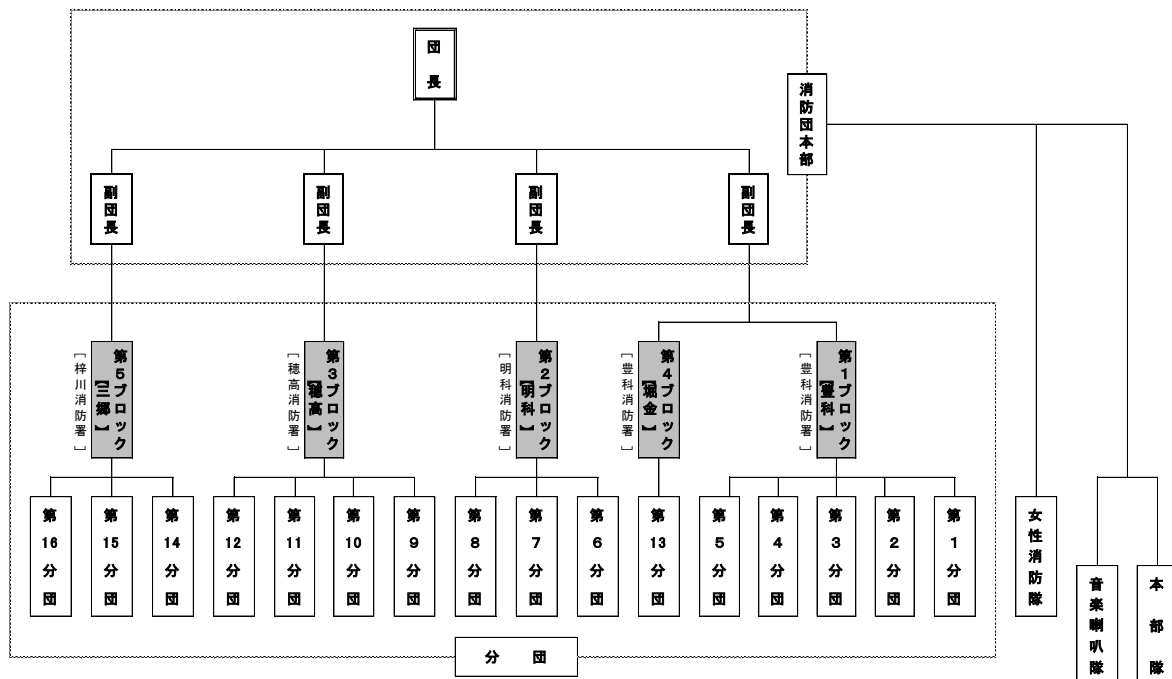 団長
消防団本部
副団長
副団長
副団長
副団長
第1ブロック
【豊科】
[豊科消防署]
第4ブロック
【堀金】
[豊科消防署]
第2ブロック
【明科】
[明科消防署]
第3ブロック
【穂高】
[穂高消防署]
第5ブロック
【三郷】
[梓川消防署]
第1分団
第2分団
第3分団
第4分団
第5分団
第13分団
第6分団
第7分団
第8分団
第9分団
第10分団
第11分団
第12分団
第14分団
第15分団
第16分団
女性消防隊
本部隊
音楽喇叭隊
分団